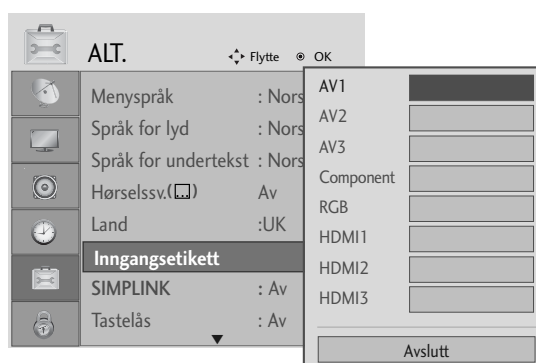 ALT.
Flytte
OK
Menyspråk : Nors
Språk for lyd : Nors
Språk for undertekst : Nors
Hørselssv.( ) Av
Land :UK
Inngangsetikett
SIMPLINK : Av
Tastelås : Av
AV1
AV2
AV3
Component
RGB
HDMI1
HDMI2
HDMI3
Avslutt